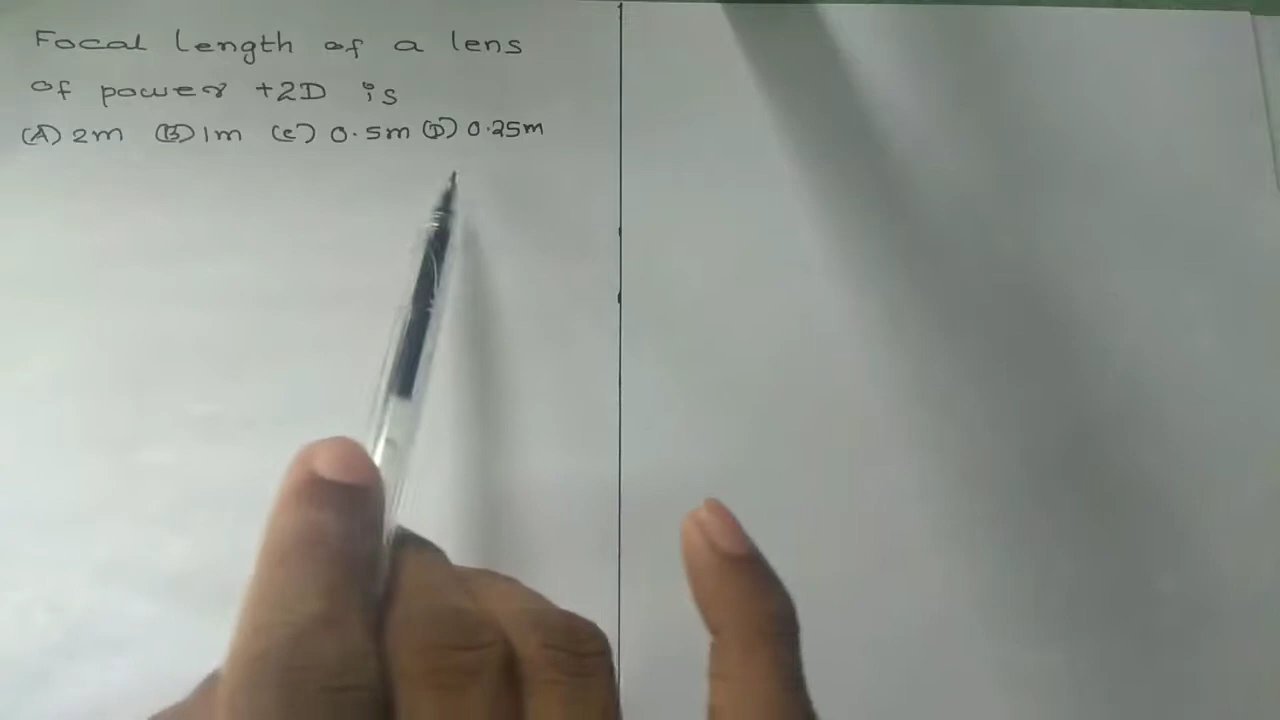 Focal length of a lens
of power +2D is
(A) 2m (B) 1m (C) 0.5m (D) 0.25m